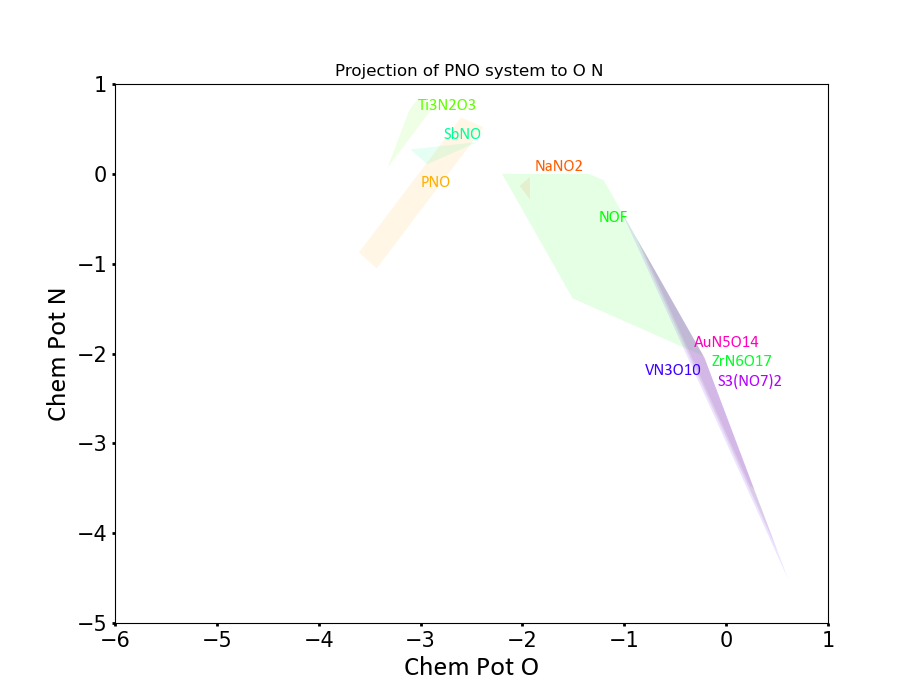 Projection of PNO system to O N
1
Ti3N2O3
SbNO
0
NaNO2
PNO
NOF
−1
Chem Pot N
−2
AuN5O14
ZrN6O17
VN3O10
S3(NO7)2
−3
−4
−5
−6 −5 −4 −3 −2 −1 0 1
Chem Pot O